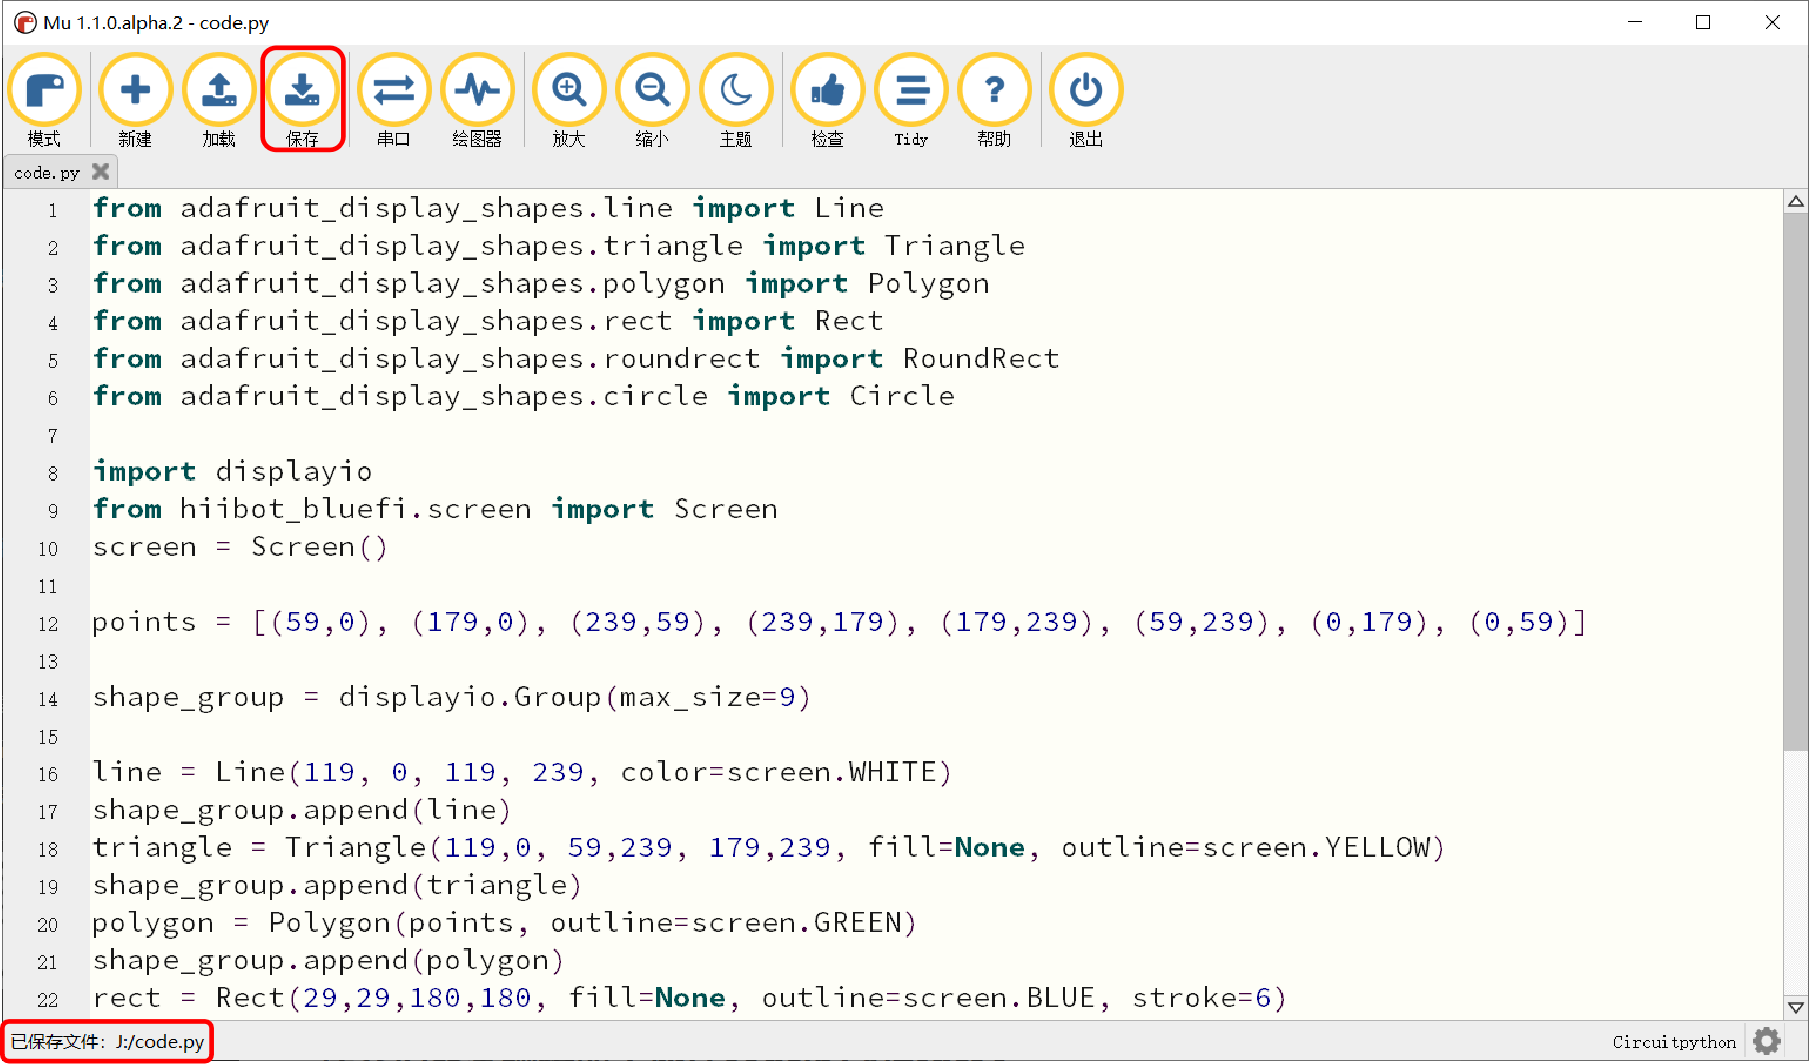 Mu 1.1.0.alpha.2 - code.py
模式 新建 加载 保存 串口 绘图器 放大 缩小 主题 检查 Tidy 帮助 退出
code.py
1 from adafruit_display_shapes.line import Line
2 from adafruit_display_shapes.triangle import Triangle
3 from adafruit_display_shapes.polygon import Polygon
4 from adafruit_display_shapes.rect import Rect
5 from adafruit_display_shapes.roundrect import RoundRect
6 from adafruit_display_shapes.circle import Circle
7
8 import displayio
9 from hiibot_bluefi.screen import Screen
10 screen = Screen()
11
12 points = [(59,0), (179,0), (239,59), (239,179), (179,239), (59,239), (0,179), (0,59)]
13
14 shape_group = displayio.Group(max_size=9)
15
16 line = Line(119, 0, 119, 239, color=screen.WHITE)
17 shape_group.append(line)
18 triangle = Triangle(119,0, 59,239, 179,239, fill=None, outline=screen.YELLOW)
19 shape_group.append(triangle)
20 polygon = Polygon(points, outline=screen.GREEN)
21 shape_group.append(polygon)
22 rect = Rect(29,29,180,180, fill=None, outline=screen.BLUE, stroke=6)
已保存文件: J:/code.py
Circuitpython